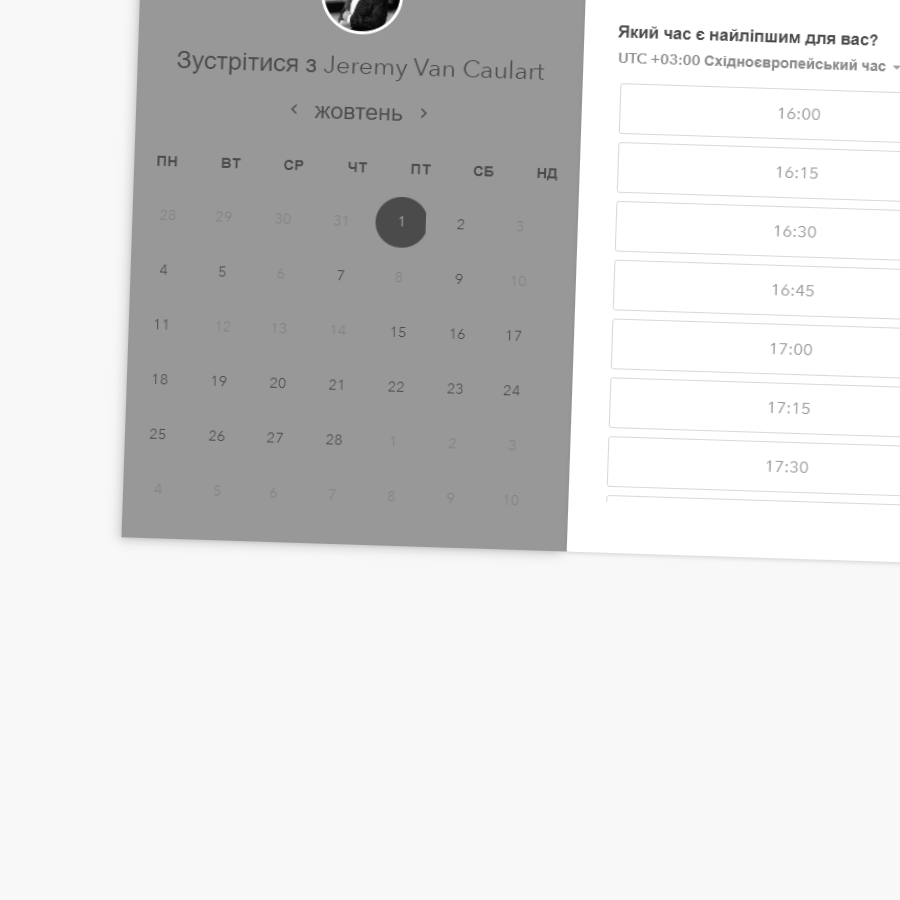 Зустрітися з Jeremy Van Caulart
жовтень
ПН ВТ СР ЧТ ПТ СБ НД
28 29 30 31 1 2 3
4 5 6 7 8 9 10
11 12 13 14 15 16 17
18 19 20 21 22 23 24
25 26 27 28 1 2 3
4 5 6 7 8 9 10
Який час є найліпшим для вас?
UTC +03:00 Східноєвропейський час
16:00
16:15
16:30
16:45
17:00
17:15
17:30